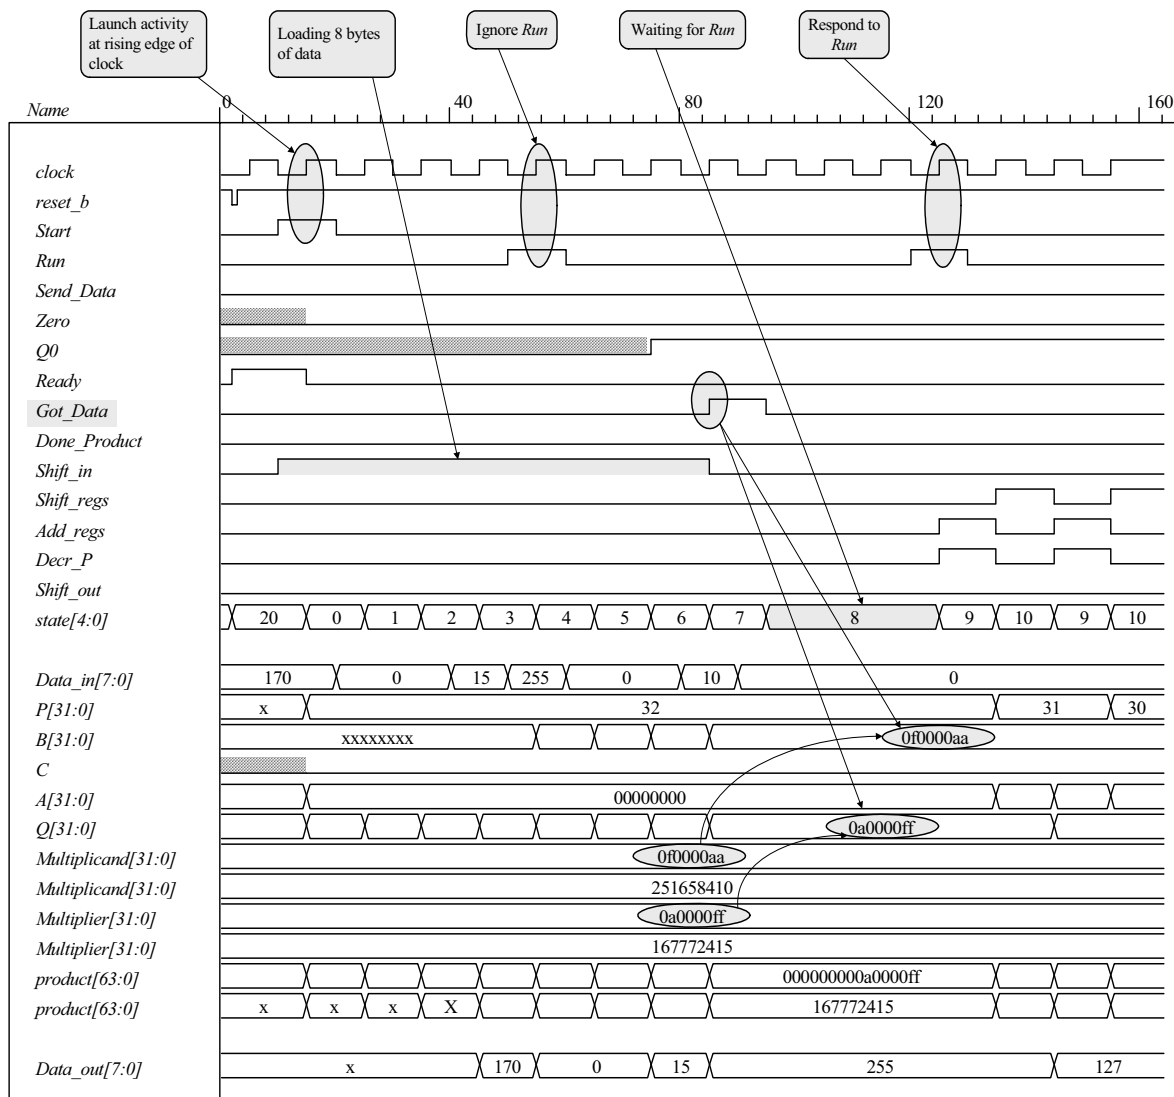 Launch activity
at rising edge of
clock
Loading 8 bytes
of data
Ignore Run
Waiting for Run
Respond to
Run
Name 0 40 80 120 160
clock
reset_b
Start
Run
Send_Data
Zero
Q0
Ready
Got_Data
Done_Product
Shift_in
Shift_regs
Add_regs
Decr_P
Shift_out
state[4:0] 20 0 1 2 3 4 5 6 7 8 9 10 9 10
Data_in[7:0] 170 0 15 255 0 10 0
P[31:0] x 32 31 30
B[31:0] xxxxxxxx 0f0000aa
C
A[31:0] 00000000
Q[31:0] 0a0000ff
Multiplicand[31:0] 0f0000aa
Multiplicand[31:0] 251658410
Multiplier[31:0] 0a0000ff
Multiplier[31:0] 167772415
product[63:0] 000000000a0000ff
product[63:0] x x x X 167772415
Data_out[7:0] x 170 0 15 255 127